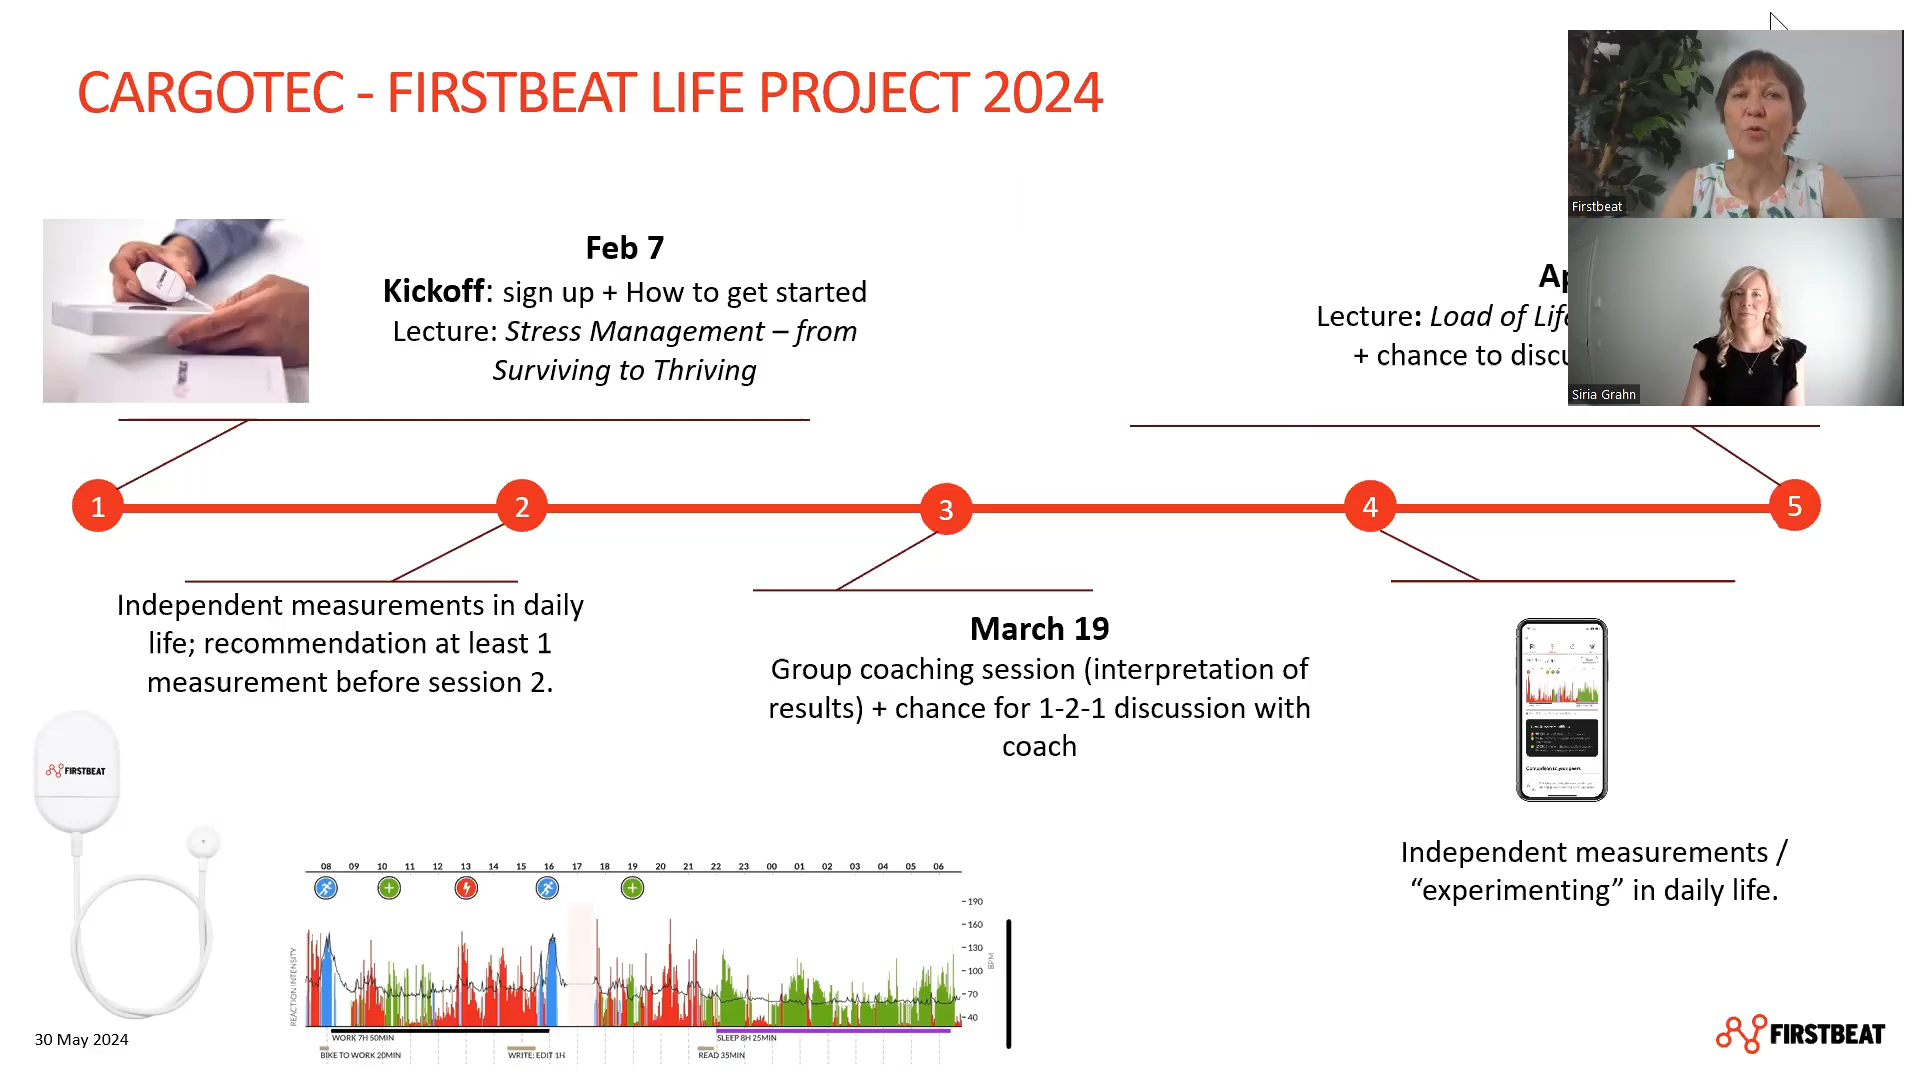 CARGOTEC - FIRSTBEAT LIFE PROJECT 2024
Firstbeat
Siria Grahn
Feb 7
Kickoff: sign up + How to get started
Lecture: Stress Management – from
Surviving to Thriving
Lecture: Load of Life
+ chance to
1
2
3
4
5
Independent measurements in daily
life; recommendation at least 1
measurement before session 2.
March 19
Group coaching session (interpretation of
results) + chance for 1-2-1 discussion with
coach
Independent measurements /
“experimenting” in daily life.
FIRSTBEAT
08 09 10 11 12 13 14 15 16 17 18 19 20 21 22 23 00 01 02 03 04 05 06
190
160
130
100
70
40
REACTION INTENSITY
BPM
WORK 7H 50MIN
SLEEP 8H 25MIN
BIKE TO WORK 20MIN
WRITE; EDIT 1H
READ 35MIN
Comparison to your peers
30 May 2024
FIRSTBEAT